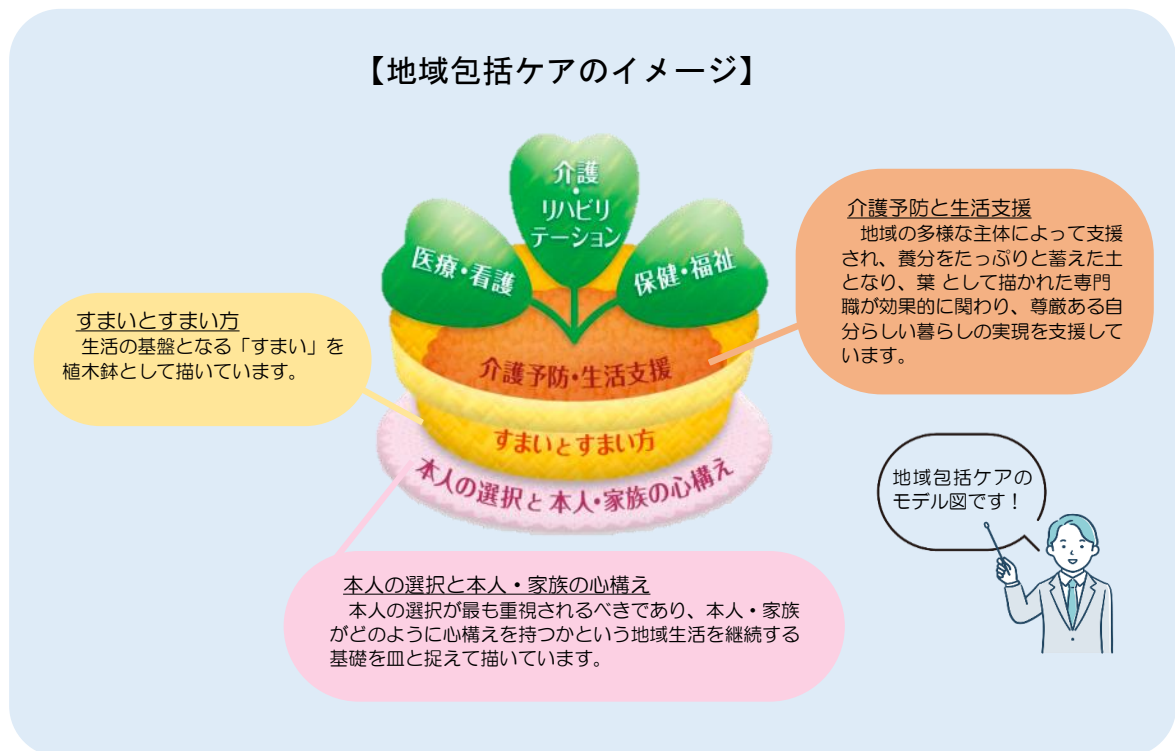 【地域包括ケアのイメージ】
介護
・
リハビリ
テーション
医療・看護
保健・福祉
介護予防・生活支援
すまいとすまい方
本人の選択と本人・家族の心構え
介護予防と生活支援
　地域の多様な主体によって支援
され、養分をたっぷりと蓄えた土
となり、葉 として描かれた専門
職が効果的に関わり、尊厳ある自
分らしい暮らしの実現を支援して
います。
すまいとすまい方
　生活の基盤となる「すまい」を
植木鉢として描いています。
地域包括ケアの
モデル図です！
本人の選択と本人・家族の心構え
　本人の選択が最も重視されるべきであり、本人・家族
がどのように心構えを持つかという地域生活を継続する
基礎を皿と捉えて描いています。